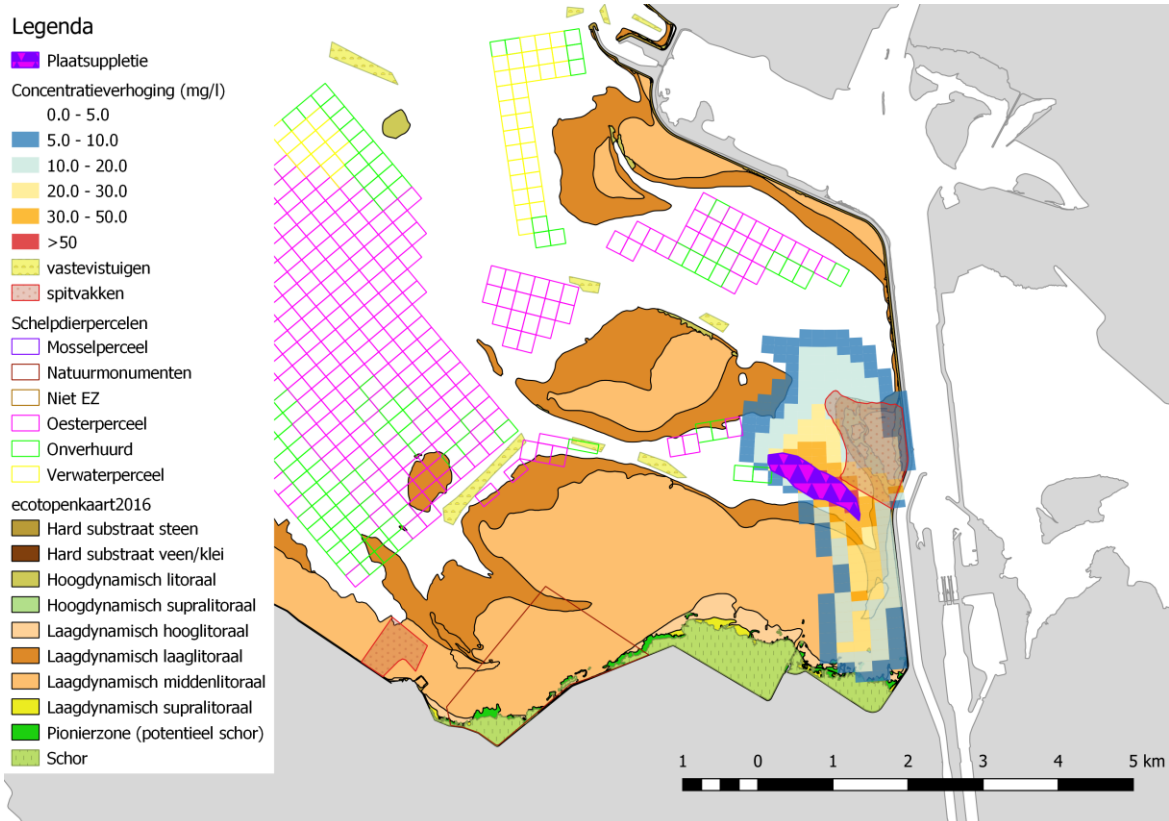 Legenda
Plaatsuppletie
Concentratieverhoging (mg/l)
0.0 - 5.0
5.0 - 10.0
10.0 - 20.0
20.0 - 30.0
30.0 - 50.0
>50
vastevistuigen
spitvakken
Schelpdierpercelen
Mosselperceel
Natuurmonumenten
Niet EZ
Oesterperceel
Onverhuurd
Verwaterperceel
ecotopenkaart2016
Hard substraat steen
Hard substraat veen/klei
Hoogdynamisch litoraal
Hoogdynamisch supralitoraal
Laagdynamisch hooglitoraal
Laagdynamisch laaglitoraal
Laagdynamisch middenlitoraal
Laagdynamisch supralitoraal
Pionierzone (potentieel schor)
Schor
1 0 1 2 3 4 5 km